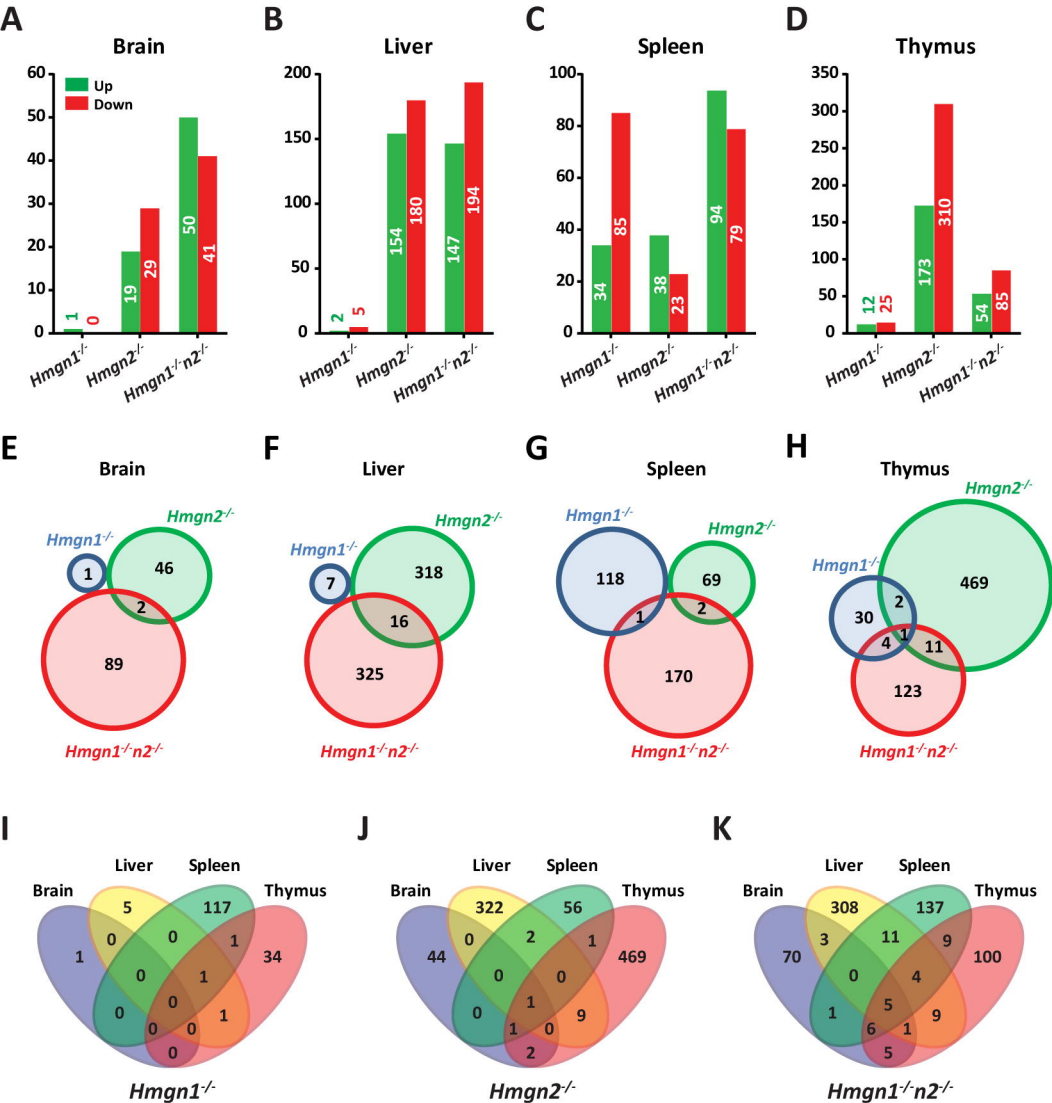 A
B
C
D
Brain
Liver
Spleen
Thymus
60
50
40
30
20
10
0
Up
Down
1
0
19
29
50
41
Hmgn1-/-
Hmgn2-/-
Hmgn1-/-n2-/-
200
150
100
50
0
2
5
154
180
147
194
Hmgn1-/-
Hmgn2-/-
Hmgn1-/-n2-/-
100
80
60
40
20
0
34
85
38
23
94
79
Hmgn1-/-
Hmgn2-/-
Hmgn1-/-n2-/-
350
300
250
200
150
100
50
0
12
25
173
310
54
85
Hmgn1-/-
Hmgn2-/-
Hmgn1-/-n2-/-
E
Brain
Hmgn1-/-
Hmgn2-/-
1
46
2
89
Hmgn1-/-n2-/-
F
Liver
Hmgn1-/-
Hmgn2-/-
7
318
16
325
Hmgn1-/-n2-/-
G
Spleen
Hmgn1-/-
Hmgn2-/-
118
69
1
2
170
Hmgn1-/-n2-/-
H
Thymus
Hmgn2-/-
Hmgn1-/-
469
2
30
1
4
11
123
Hmgn1-/-n2-/-
I
Liver
Spleen
Brain
Thymus
5
117
0
0
1
1
34
0
1
0
0
1
0
0
0
Hmgn1-/-
J
Liver
Spleen
Brain
Thymus
322
56
0
2
1
44
469
0
0
1
0
9
1
0
2
Hmgn2-/-
K
Liver
Spleen
Brain
Thymus
308
137
3
11
9
70
100
0
4
5
1
9
6
1
5
Hmgn1-/-n2-/-